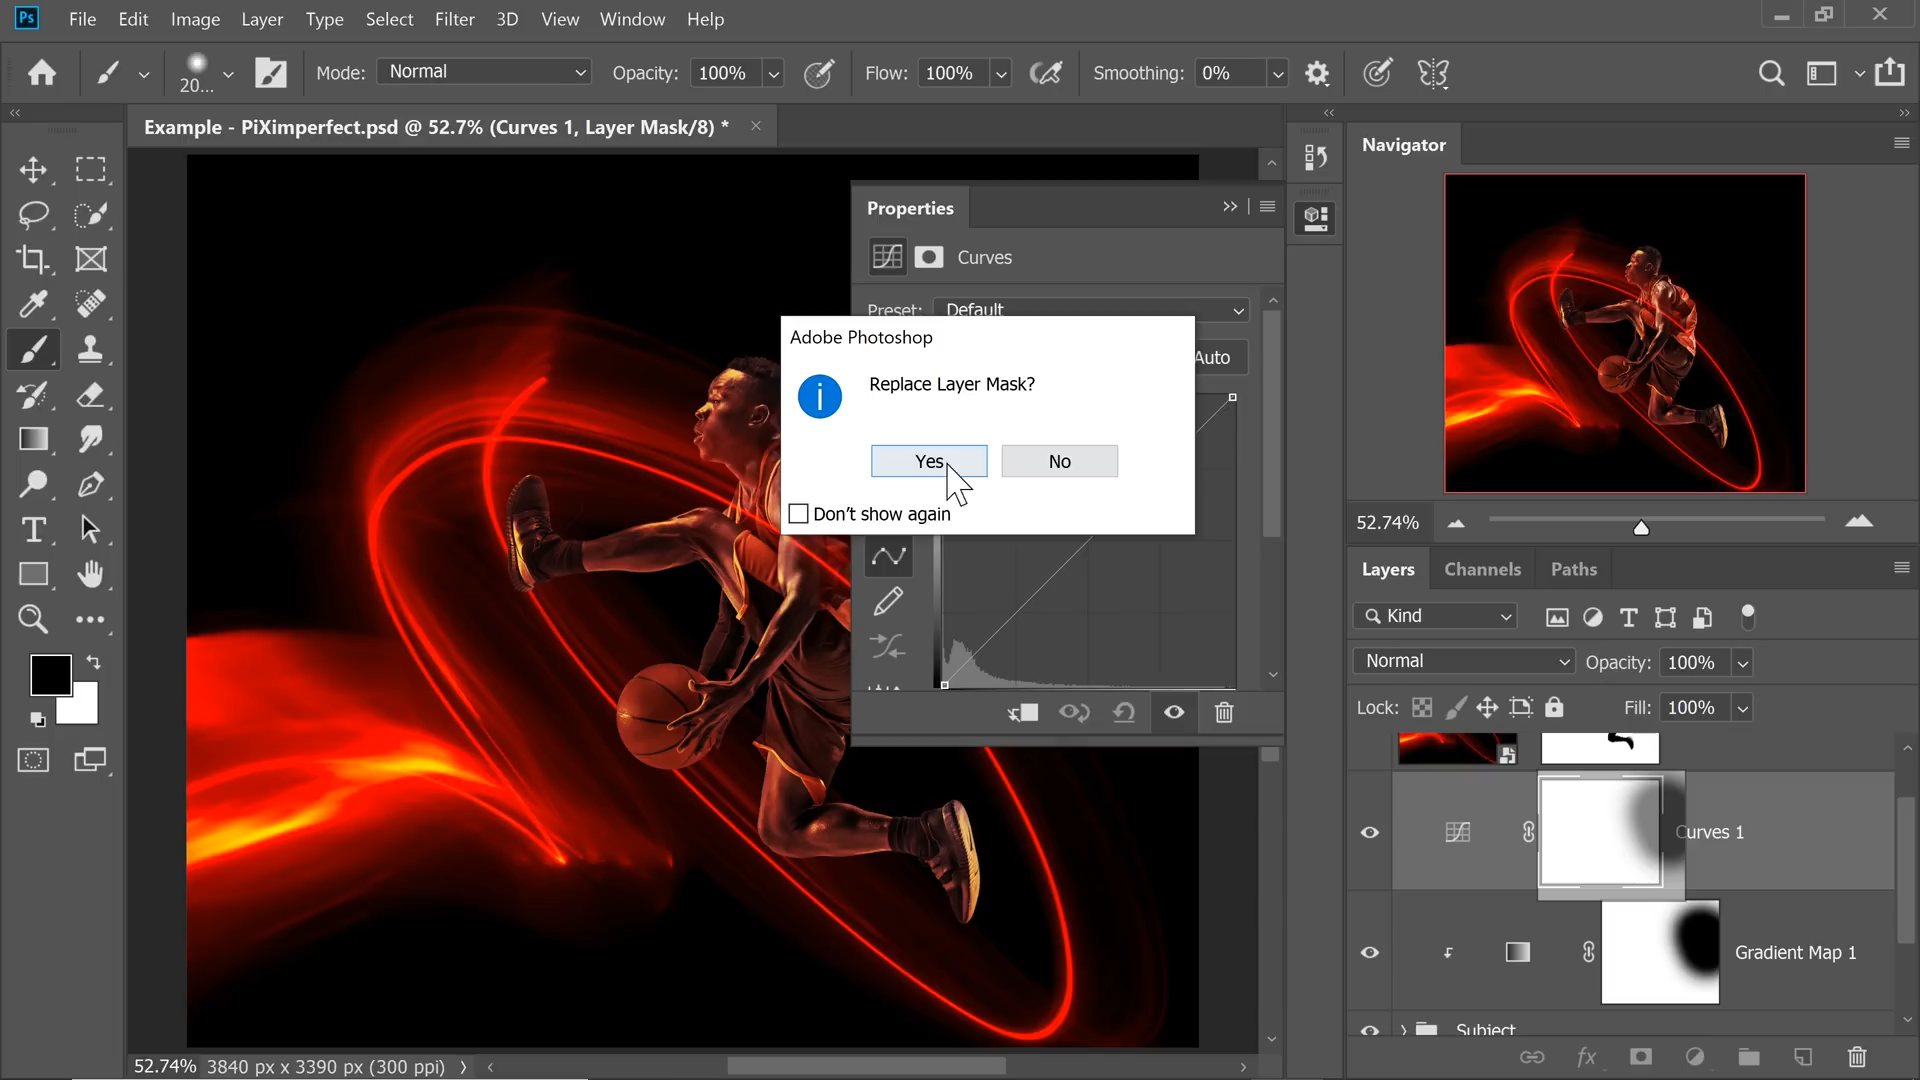 Ps File Edit Image Layer Type Select Filter 3D View Window Help
20... Mode: Normal Opacity: 100% Flow: 100% Smoothing: 0%
Example - PiXimperfect.psd @ 52.7% (Curves 1, Layer Mask/8) *
Navigator
Properties
Curves
Preset: Default
Auto
Adobe Photoshop
Replace Layer Mask?
Yes No
Don't show again
52.74%
Layers Channels Paths
Kind
Normal Opacity: 100%
Lock: Fill: 100%
Curves 1
Gradient Map 1
Subject
52.74% 3840 px x 3390 px (300 ppi)
fx